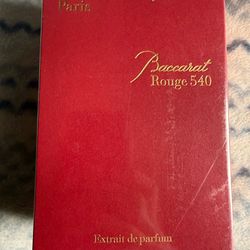 Paris
Baccarat
Rouge 540
Extrait de parfum